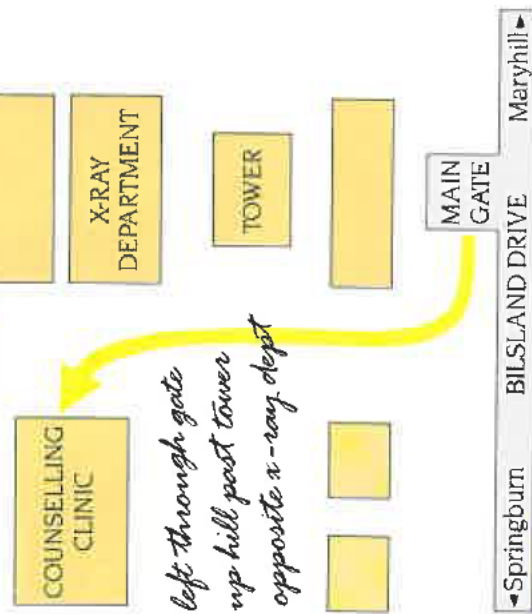 COUNSELLING
CLINIC
X-RAY
DEPARTMENT
left through gate
up hill past tower
opposite x-ray dept
TOWER
MAIN
GATE
◄Springburn
BILSLAND DRIVE
Maryhill►